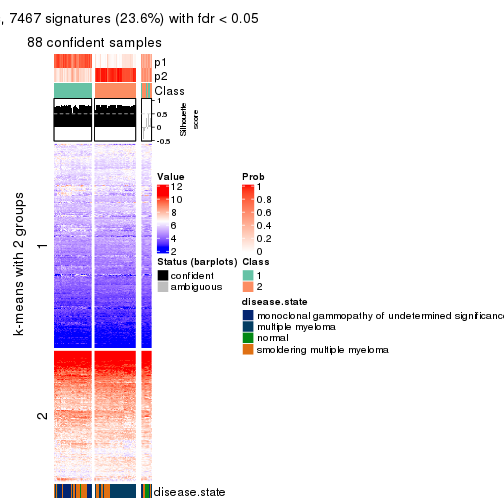 , 7467 signatures (23.6%) with fdr < 0.05
88 confident samples
p1
p2
Class
1
0.5
0
-0.5
Silhouette
score
k-means with 2 groups
1
2
Value
12
10
8
6
4
2
Prob
1
0.8
0.6
0.4
0.2
0
Status (barplots)
confident
ambiguous
Class
1
2
disease.state
monoclonal gammopathy of undetermined significance
multiple myeloma
normal
smoldering multiple myeloma
disease.state